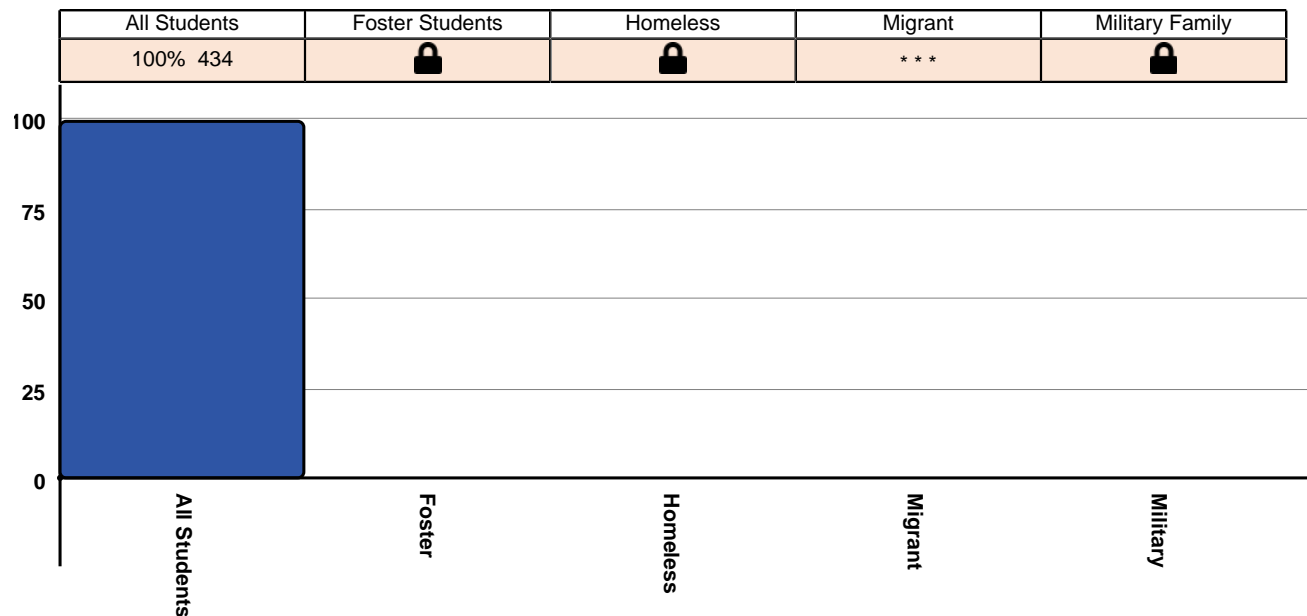 All Students Foster Students Homeless Migrant Military Family
100% 434 * * *
100
75
50
25
0
All Students
Foster
Homeless
Migrant
Military